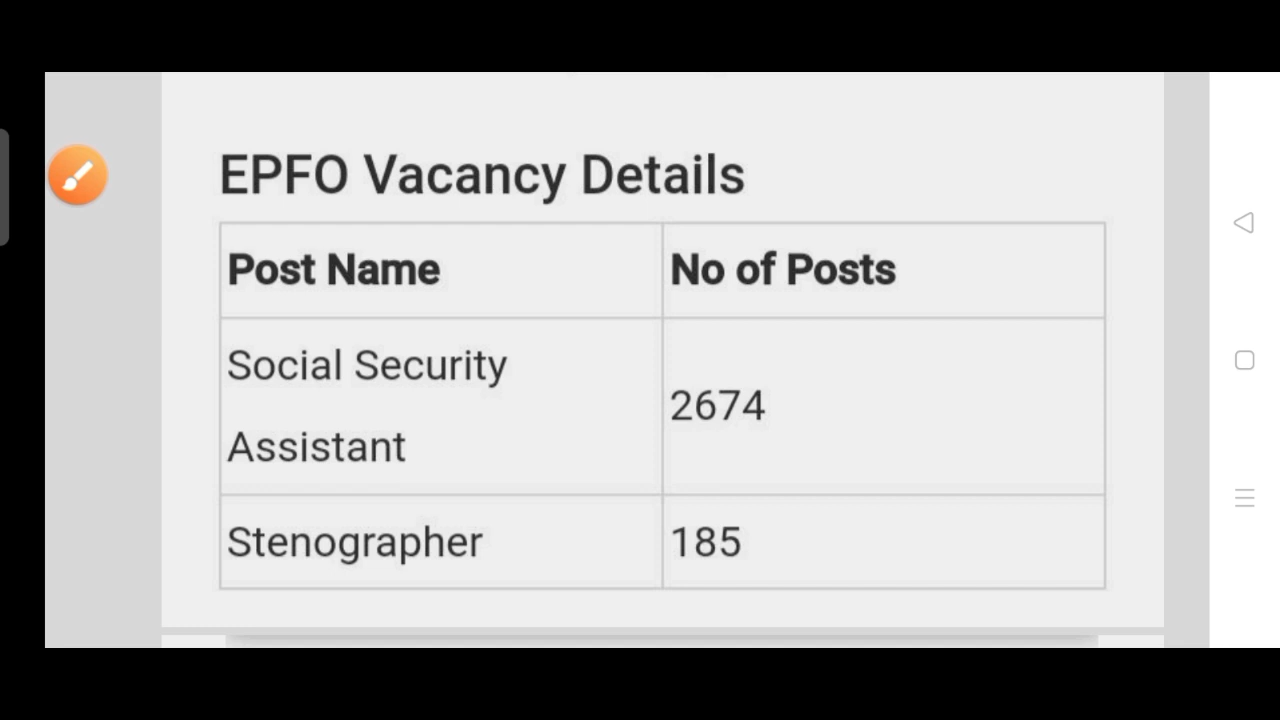 EPFO Vacancy Details
Post Name No of Posts
Social Security
Assistant
2674
Stenographer 185